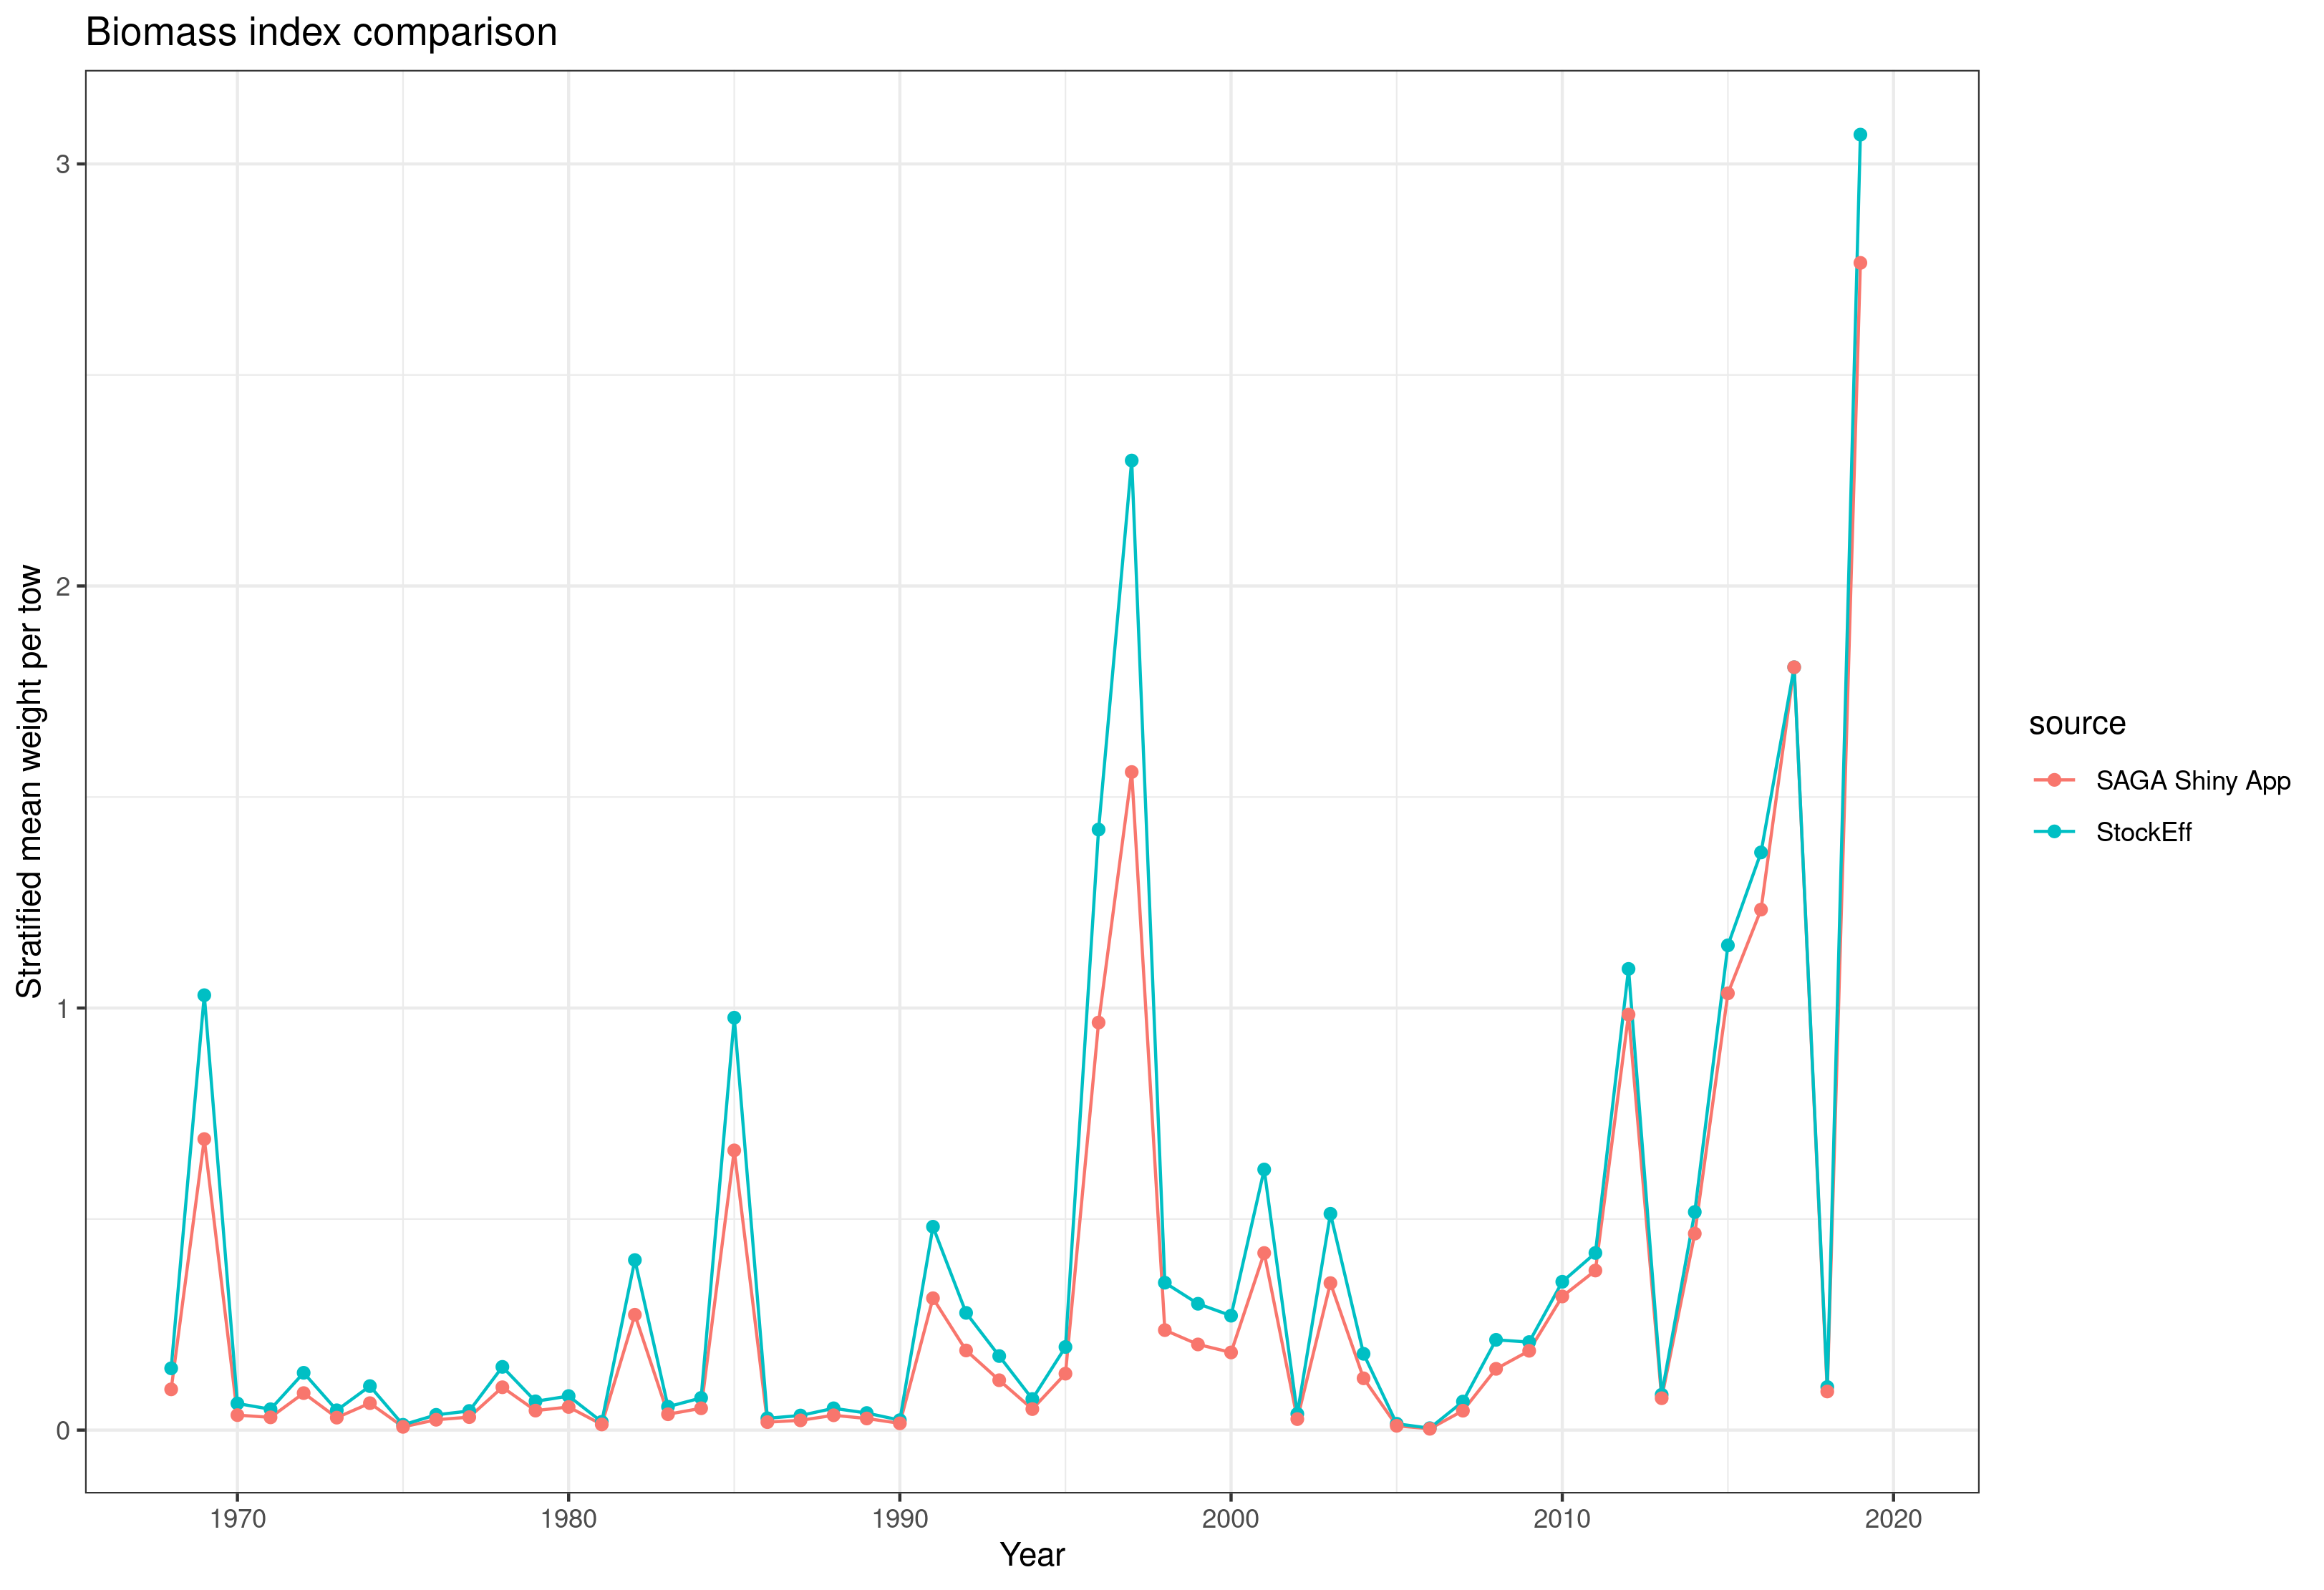 Biomass index comparison
Stratified mean weight per tow
3
2
1
0
1970 1980 1990 2000 2010 2020
Year
source
SAGA Shiny App
StockEff